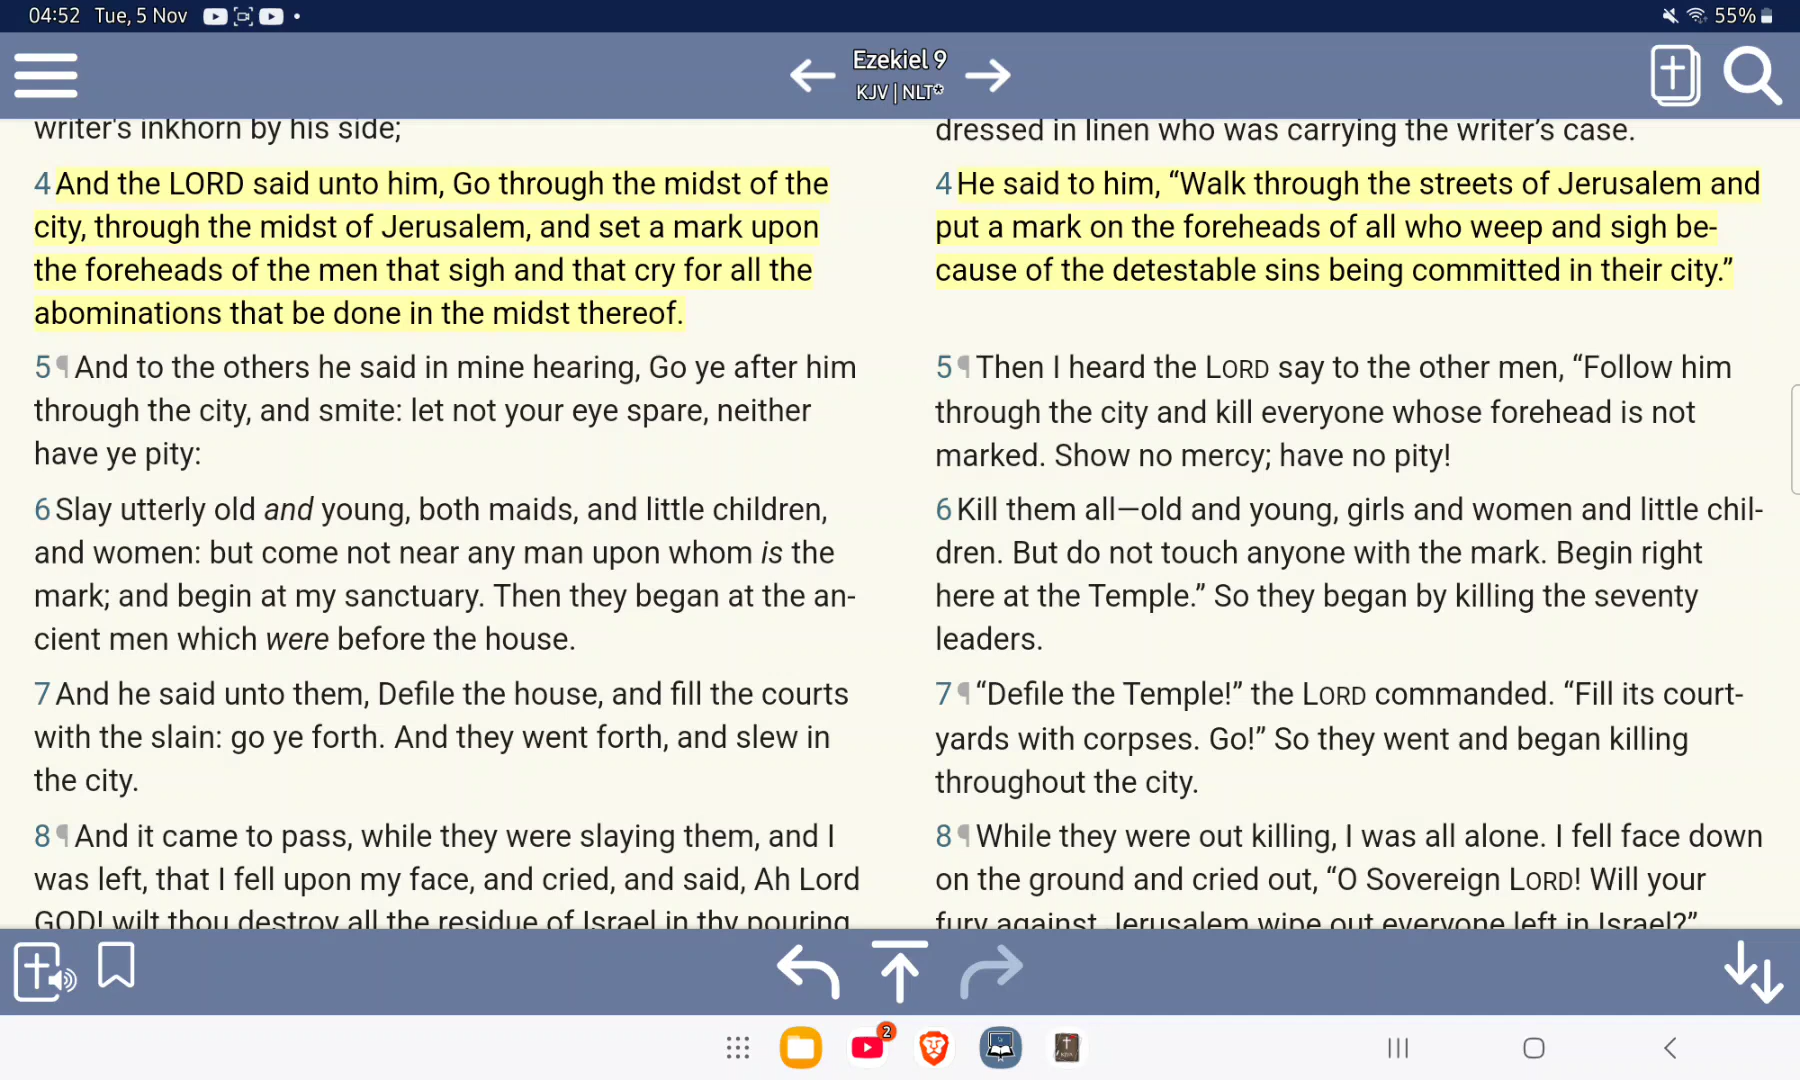 04:52 Tue, 5 Nov
55%
Ezekiel 9
KJV | NLT*
writer's inkhorn by his side;
4 And the LORD said unto him, Go through the midst of the
city, through the midst of Jerusalem, and set a mark upon
the foreheads of the men that sigh and that cry for all the
abominations that be done in the midst thereof.
5 ¶ And to the others he said in mine hearing, Go ye after him
through the city, and smite: let not your eye spare, neither
have ye pity:
6 Slay utterly old and young, both maids, and little children,
and women: but come not near any man upon whom is the
mark; and begin at my sanctuary. Then they began at the an-
cient men which were before the house.
7 And he said unto them, Defile the house, and fill the courts
with the slain: go ye forth. And they went forth, and slew in
the city.
8 ¶ And it came to pass, while they were slaying them, and I
was left, that I fell upon my face, and cried, and said, Ah Lord
GOD! wilt thou destroy all the residue of Israel in thy pouring
dressed in linen who was carrying the writer’s case.
4 He said to him, “Walk through the streets of Jerusalem and
put a mark on the foreheads of all who weep and sigh be-
cause of the detestable sins being committed in their city.”
5 ¶ Then I heard the LORD say to the other men, “Follow him
through the city and kill everyone whose forehead is not
marked. Show no mercy; have no pity!
6 Kill them all—old and young, girls and women and little chil-
dren. But do not touch anyone with the mark. Begin right
here at the Temple.” So they began by killing the seventy
leaders.
7 ¶ “Defile the Temple!” the LORD commanded. “Fill its court-
yards with corpses. Go!” So they went and began killing
throughout the city.
8 ¶ While they were out killing, I was all alone. I fell face down
on the ground and cried out, “O Sovereign LORD! Will your
fury against Jerusalem wipe out everyone left in Israel?”
2